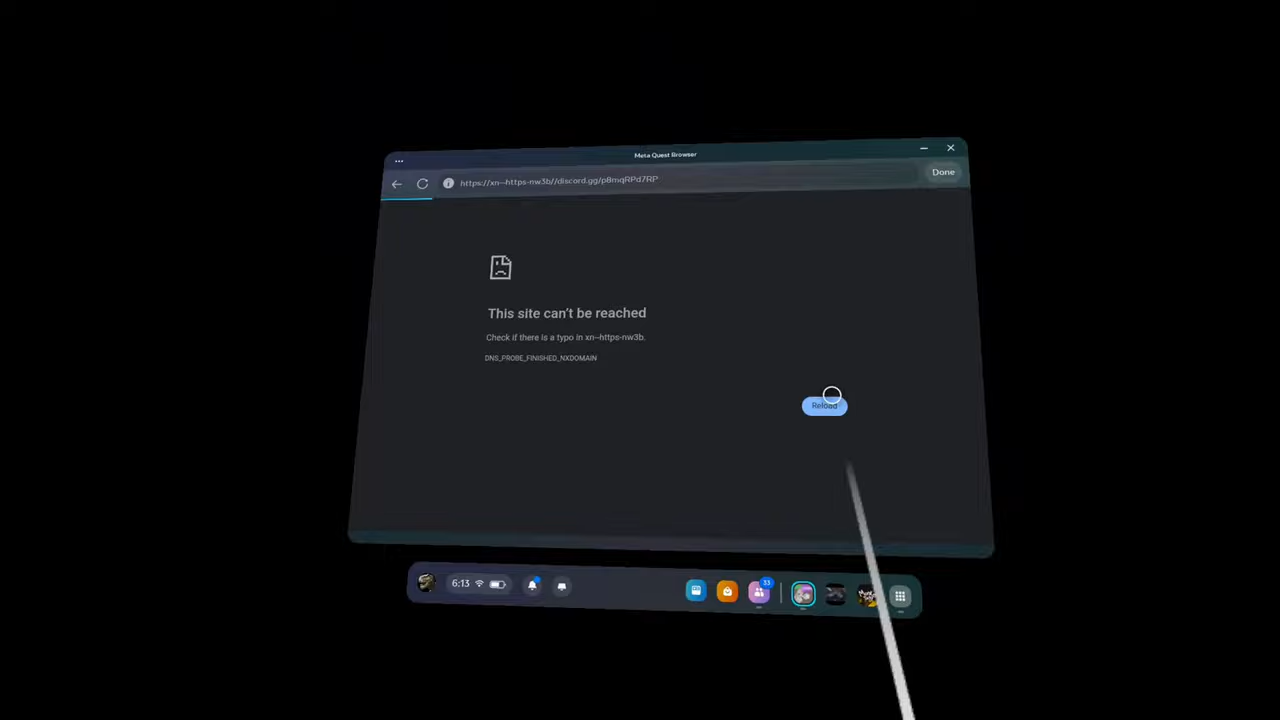 Meta Quest Browser
https://xn--https-nw3b//discord.gg/p8mqRPd7RP
Done
This site can't be reached
Check if there is a typo in xn--https-nw3b.
DNS_PROBE_FINISHED_NXDOMAIN
Reload
6:13
33